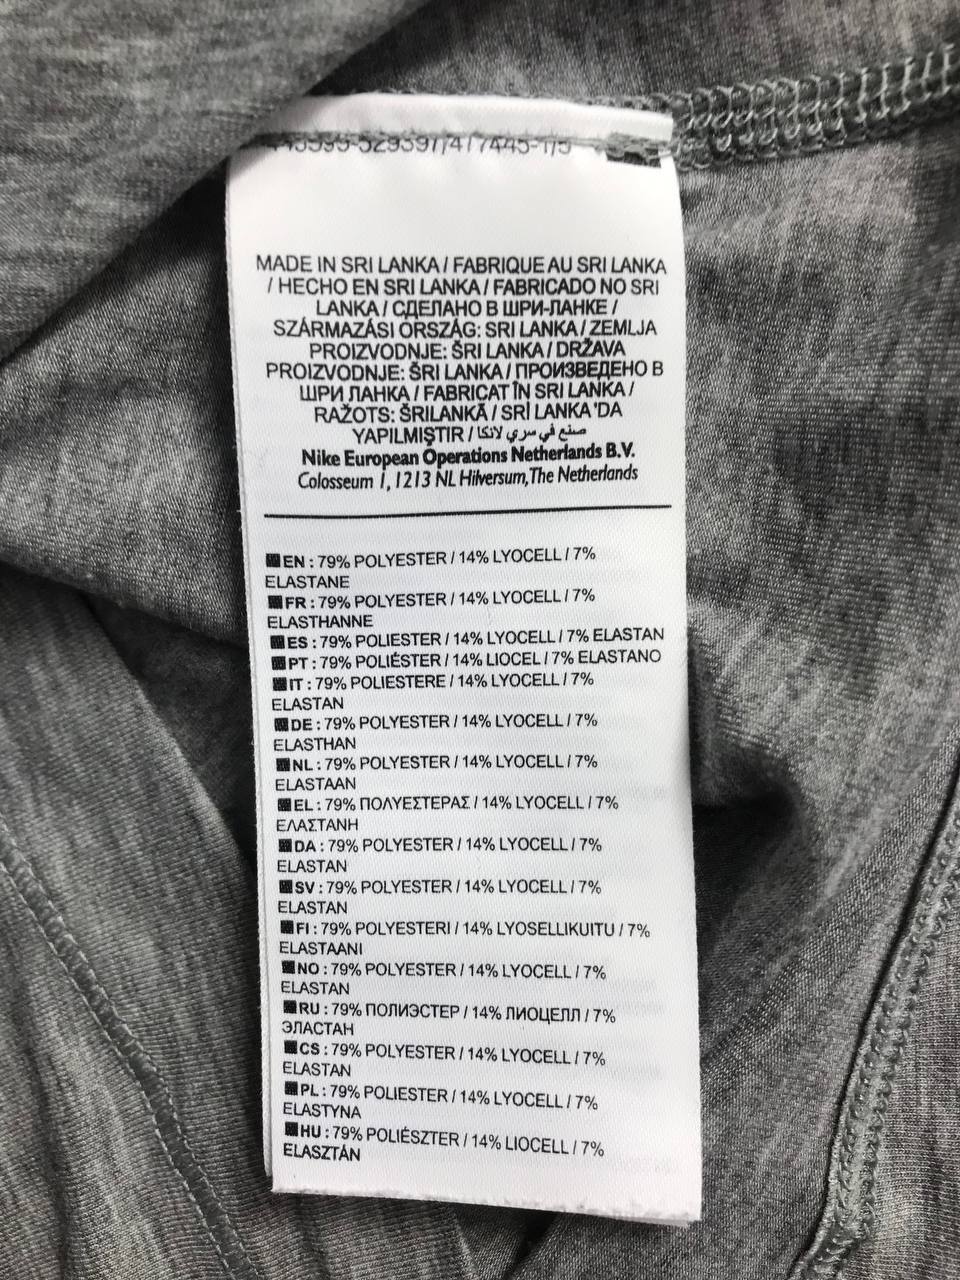 MADE IN SRI LANKA / FABRIQUE AU SRI LANKA
/ HECHO EN SRI LANKA / FABRICADO NO SRI
LANKA / СДЕЛАНО В ШРИ-ЛАНКЕ /
SZÁRMAZÁSI ORSZÁG: SRI LANKA / ZEMLJA
PROIZVODNJE: ŠRI LANKA / DRŽAVA
PROIZVODNJE: ŠRI LANKA / ПРОИЗВЕДЕНО В
ШРИ ЛАНКА / FABRICAT ÎN SRI LANKA /
RAŽOTS: ŠRILANKĀ / SRİ LANKA 'DA
YAPILMIŞTIR / صنع في سري لانكا
Nike European Operations Netherlands B.V.
Colosseum 1, 1213 NL Hilversum, The Netherlands
EN : 79% POLYESTER / 14% LYOCELL / 7%
ELASTANE
FR : 79% POLYESTER / 14% LYOCELL / 7%
ELASTHANNE
ES : 79% POLIESTER / 14% LYOCELL / 7% ELASTAN
PT : 79% POLIÉSTER / 14% LIOCEL / 7% ELASTANO
IT : 79% POLIESTERE / 14% LYOCELL / 7%
ELASTAN
DE : 79% POLYESTER / 14% LYOCELL / 7%
ELASTHAN
NL : 79% POLYESTER / 14% LYOCELL / 7%
ELASTAAN
EL : 79% ΠΟΛΥΕΣΤΕΡΑΣ / 14% LYOCELL / 7%
ΕΛΑΣΤΑΝΗ
DA : 79% POLYESTER / 14% LYOCELL / 7%
ELASTAN
SV : 79% POLYESTER / 14% LYOCELL / 7%
ELASTAN
FI : 79% POLYESTERI / 14% LYOSELLIKUITU / 7%
ELASTAANI
NO : 79% POLYESTER / 14% LYOCELL / 7%
ELASTAN
RU : 79% ПОЛИЭСТЕР / 14% ЛИОЦЕЛЛ / 7%
ЭЛАСТАН
CS : 79% POLYESTER / 14% LYOCELL / 7%
ELASTAN
PL : 79% POLIESTER / 14% LYOCELL / 7%
ELASTYNA
HU : 79% POLIÉSZTER / 14% LIOCELL / 7%
ELASZTÁN